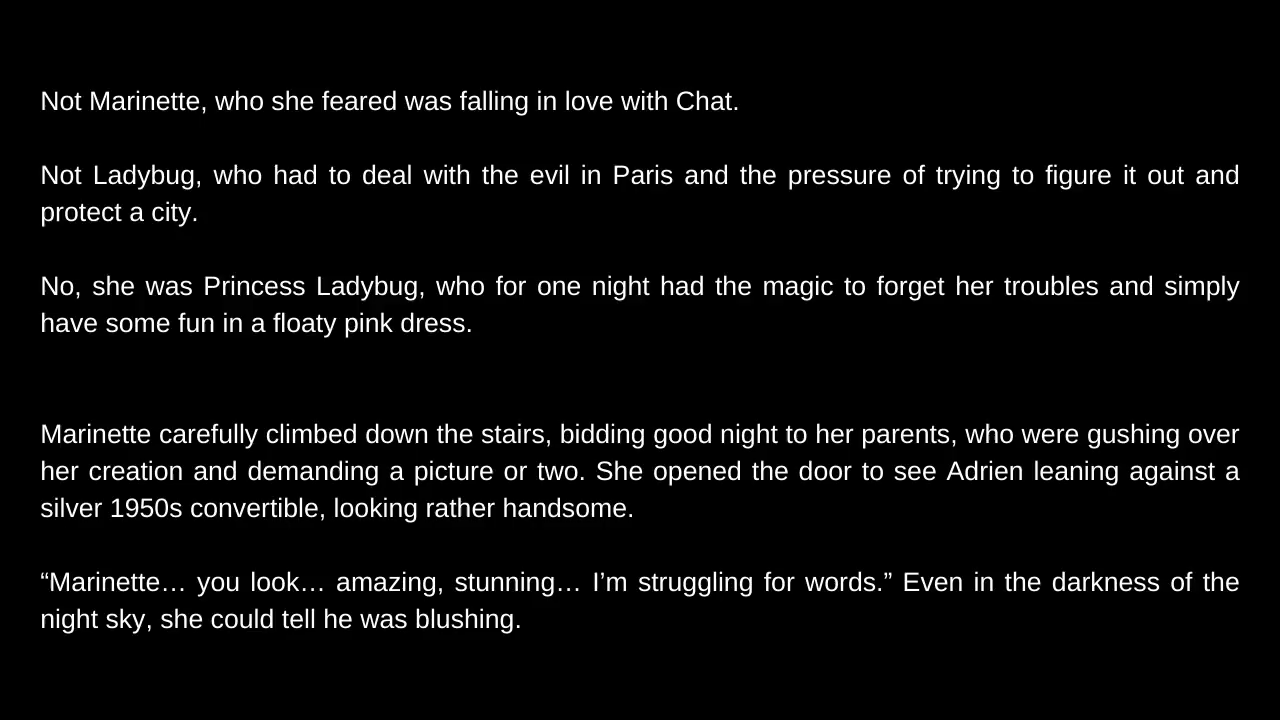 Not Marinette, who she feared was falling in love with Chat.
Not Ladybug, who had to deal with the evil in Paris and the pressure of trying to figure it out and
protect a city.
No, she was Princess Ladybug, who for one night had the magic to forget her troubles and simply
have some fun in a floaty pink dress.
Marinette carefully climbed down the stairs, bidding good night to her parents, who were gushing over
her creation and demanding a picture or two. She opened the door to see Adrien leaning against a
silver 1950s convertible, looking rather handsome.
“Marinette… you look… amazing, stunning… I’m struggling for words.” Even in the darkness of the
night sky, she could tell he was blushing.